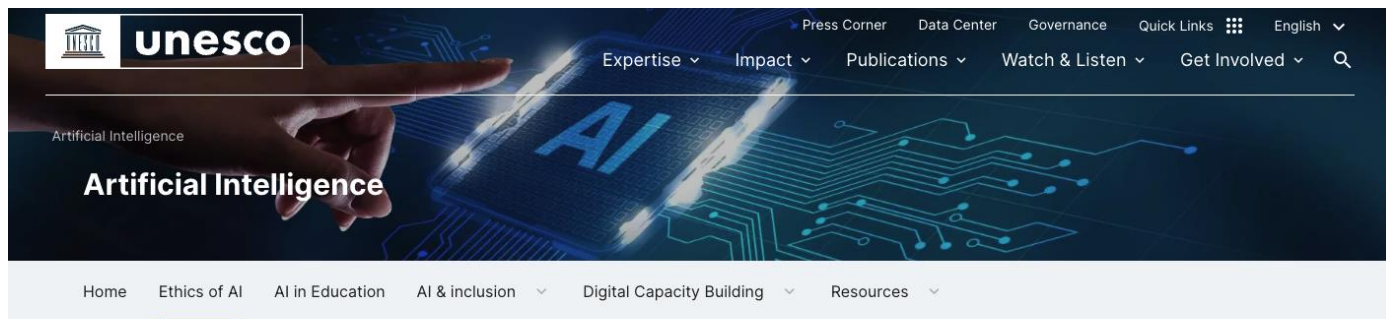 Press Corner Data Center Governance Quick Links English
unesco
Expertise Impact Publications Watch & Listen Get Involved
Artificial Intelligence
AI
Artificial Intelligence
Home Ethics of AI AI in Education AI & inclusion Digital Capacity Building Resources